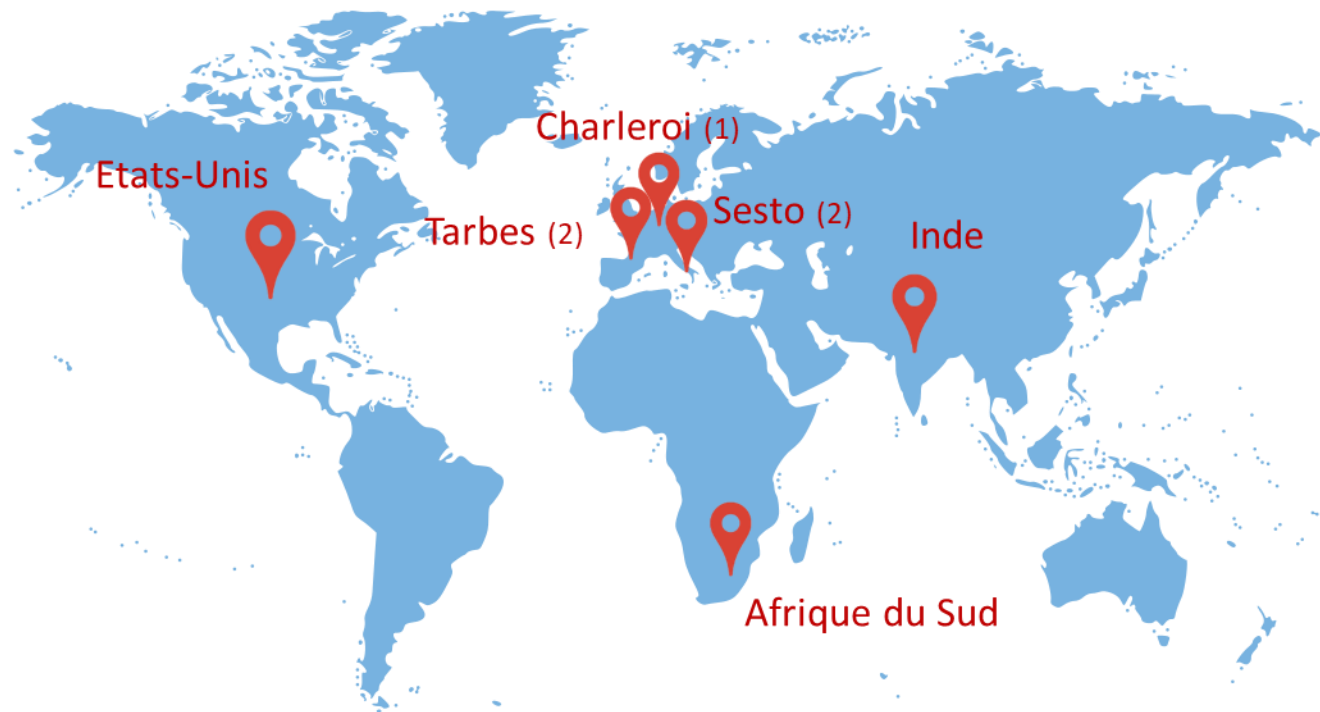 Charleroi (1)
Etats-Unis
Tarbes (2)
Sesto (2)
Inde
Afrique du Sud